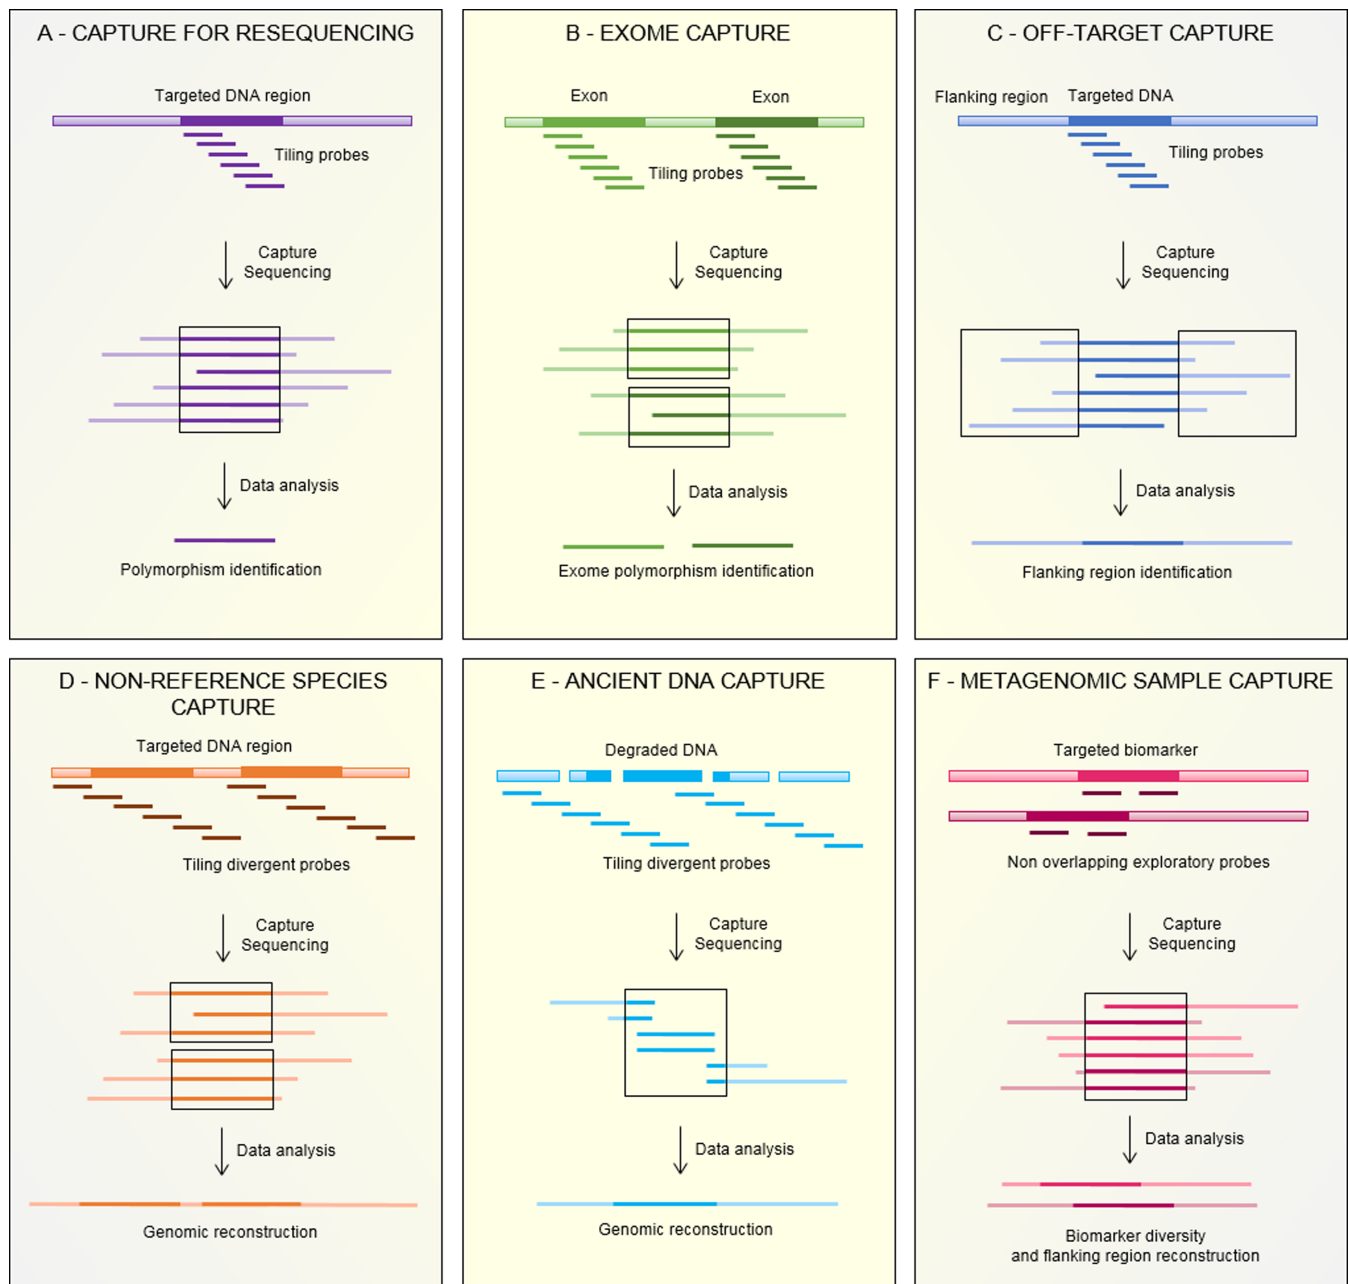 A - CAPTURE FOR RESEQUENCING
Targeted DNA region
Tiling probes
Capture
Sequencing
Data analysis
Polymorphism identification
B - EXOME CAPTURE
Exon Exon
Tiling probes
Capture
Sequencing
Data analysis
Exome polymorphism identification
C - OFF-TARGET CAPTURE
Flanking region Targeted DNA
Tiling probes
Capture
Sequencing
Data analysis
Flanking region identification
D - NON-REFERENCE SPECIES
CAPTURE
Targeted DNA region
Tiling divergent probes
Capture
Sequencing
Data analysis
Genomic reconstruction
E - ANCIENT DNA CAPTURE
Degraded DNA
Tiling divergent probes
Capture
Sequencing
Data analysis
Genomic reconstruction
F - METAGENOMIC SAMPLE CAPTURE
Targeted biomarker
Non overlapping exploratory probes
Capture
Sequencing
Data analysis
Biomarker diversity
and flanking region reconstruction